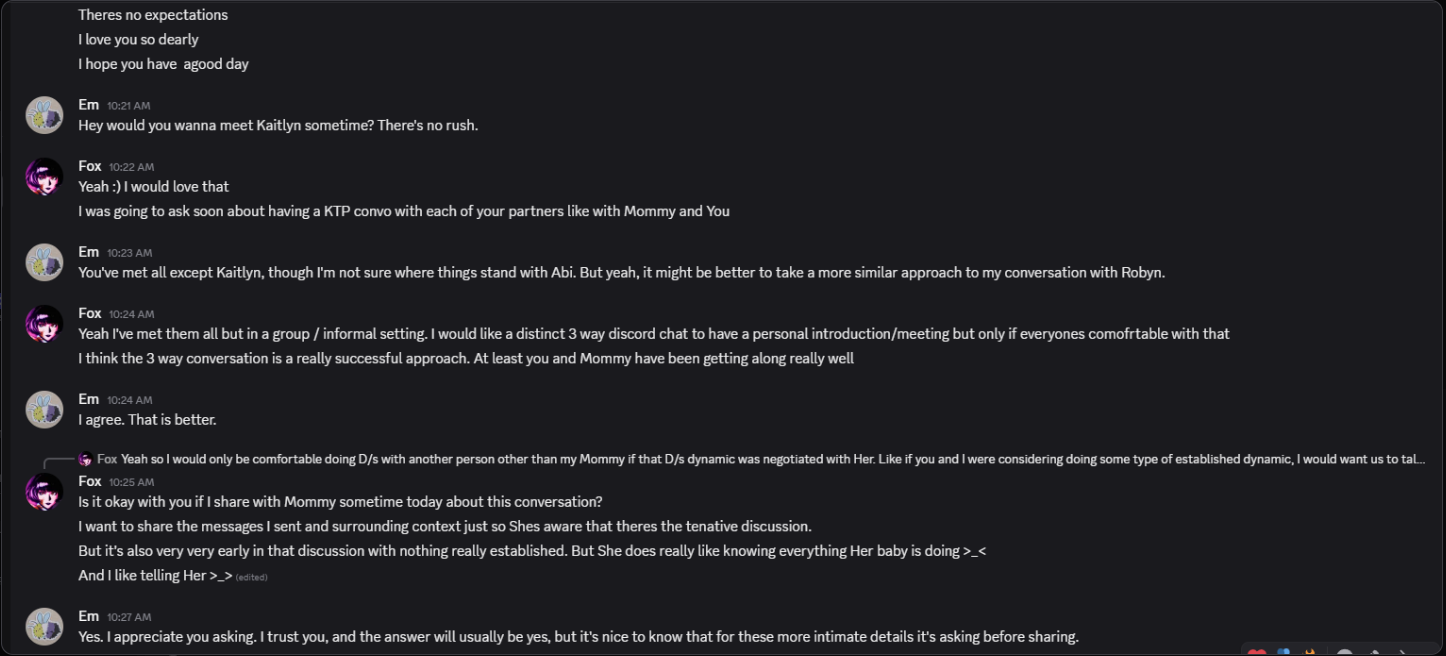 Theres no expectations
I love you so dearly
I hope you have  agood day
Em 10:21 AM
Hey would you wanna meet Kaitlyn sometime? There's no rush.
Fox 10:22 AM
Yeah :) I would love that
I was going to ask soon about having a KTP convo with each of your partners like with Mommy and You
Em 10:23 AM
You've met all except Kaitlyn, though I'm not sure where things stand with Abi. But yeah, it might be better to take a more similar approach to my conversation with Robyn.
Fox 10:24 AM
Yeah I've met them all but in a group / informal setting. I would like a distinct 3 way discord chat to have a personal introduction/meeting but only if everyones comofrtable with that
I think the 3 way conversation is a really successful approach. At least you and Mommy have been getting along really well
Em 10:24 AM
I agree. That is better.
Fox Yeah so I would only be comfortable doing D/s with another person other than my Mommy if that D/s dynamic was negotiated with Her. Like if you and I were considering doing some type of established dynamic, I would want us to tal...
Fox 10:25 AM
Is it okay with you if I share with Mommy sometime today about this conversation?
I want to share the messages I sent and surrounding context just so Shes aware that theres the tenative discussion.
But it's also very very early in that discussion with nothing really established. But She does really like knowing everything Her baby is doing >_<
And I like telling Her >_> (edited)
Em 10:27 AM
Yes. I appreciate you asking. I trust you, and the answer will usually be yes, but it's nice to know that for these more intimate details it's asking before sharing.